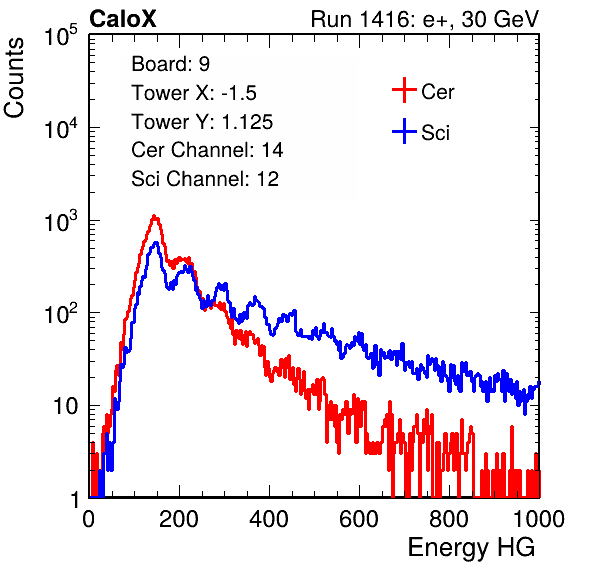 CaloX Run 1416: e+, 30 GeV
Counts
10^5
10^4
10^3
10^2
10
1
Board: 9
Tower X: -1.5
Tower Y: 1.125
Cer Channel: 14
Sci Channel: 12
Cer
Sci
0 200 400 600 800 1000
Energy HG